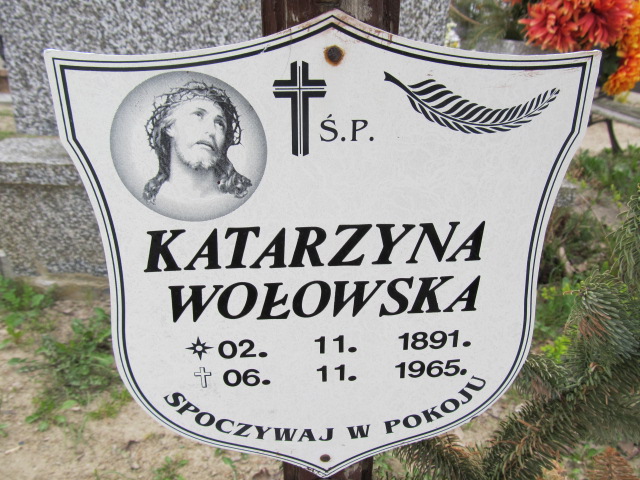 Ś.P.
KATARZYNA
WOŁOWSKA
02. 11. 1891.
06. 11. 1965.
SPOCZYWAJ W POKOJU